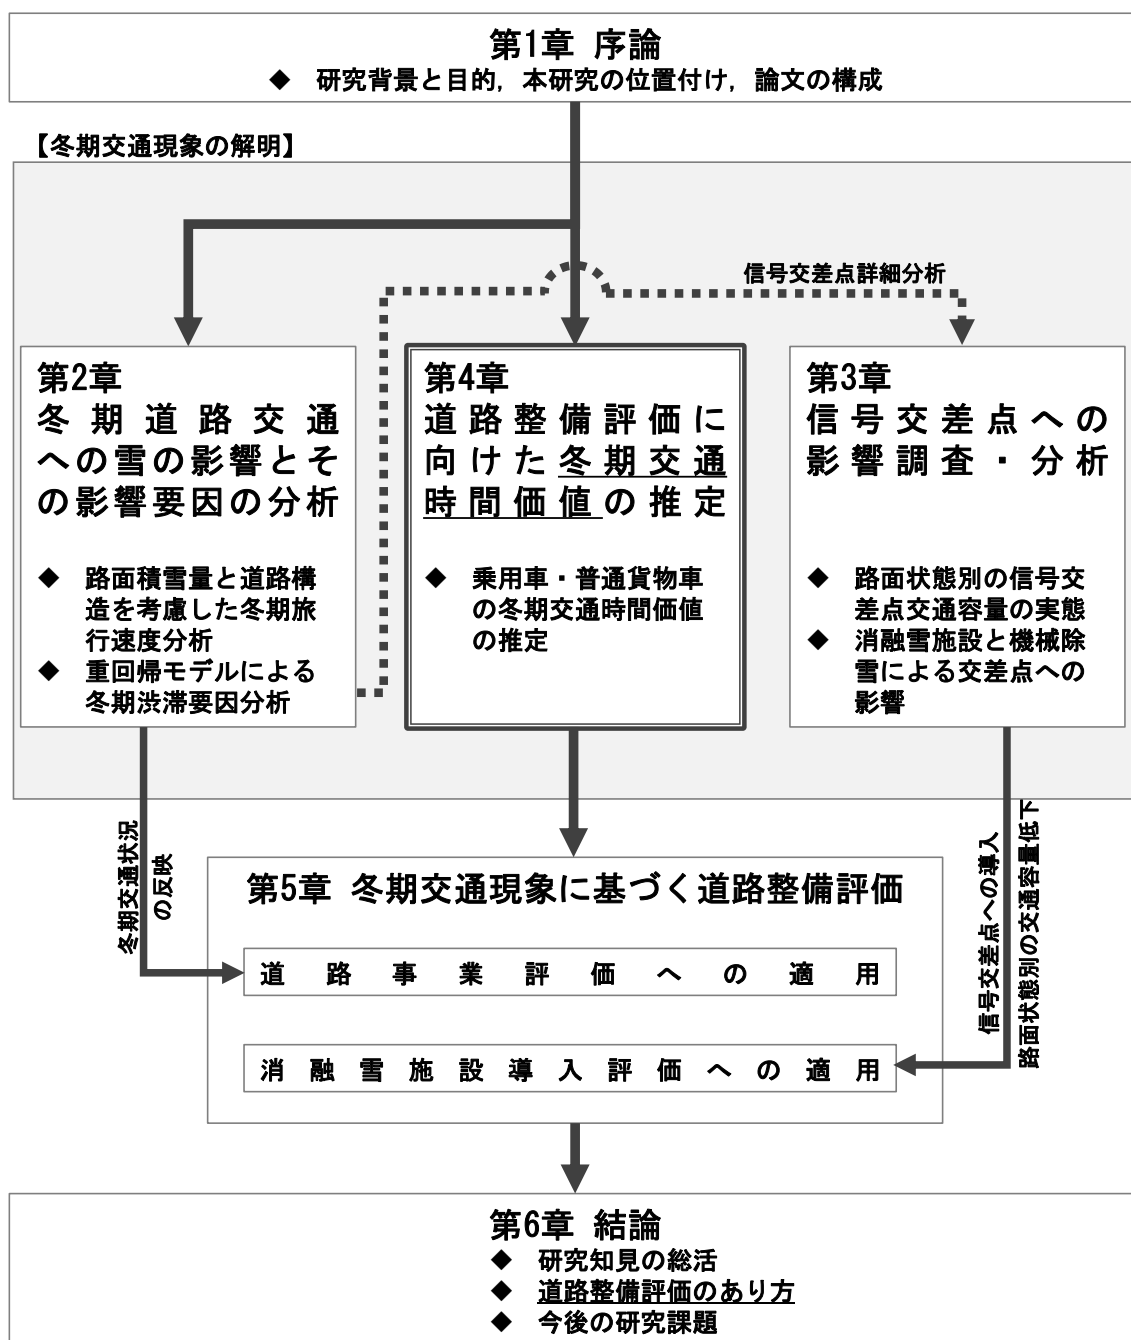 第1章 序論
◆ 研究背景と目的，本研究の位置付け，論文の構成
【冬期交通現象の解明】
信号交差点詳細分析
第2章
冬期道路交通
への雪の影響とそ
の影響要因の分析
◆ 路面積雪量と道路構
造を考慮した冬期旅
行速度分析
◆ 重回帰モデルによる
冬期渋滞要因分析
第4章
道路整備評価に
向けた冬期交通
時間価値の推定
◆ 乗用車・普通貨物車
の冬期交通時間価値
の推定
第3章
信号交差点への
影響調査・分析
◆ 路面状態別の信号交
差点交通容量の実態
◆ 消融雪施設と機械除
雪による交差点への
影響
冬期交通状況
の反映
路面状態別の交通容量低下
信号交差点への導入
第5章 冬期交通現象に基づく道路整備評価
道路事業評価への適用
消融雪施設導入評価への適用
第6章 結論
◆ 研究知見の総活
◆ 道路整備評価のあり方
◆ 今後の研究課題